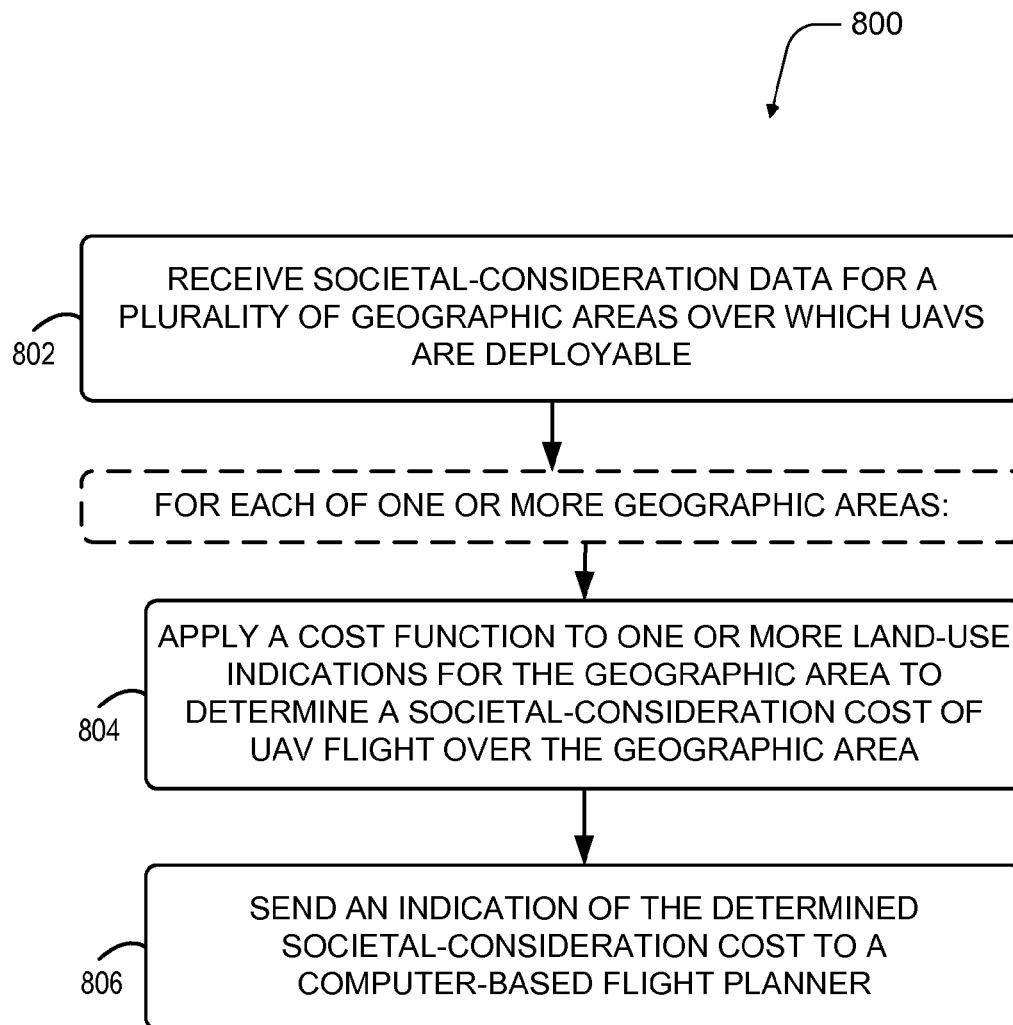 800
RECEIVE SOCIETAL-CONSIDERATION DATA FOR A
PLURALITY OF GEOGRAPHIC AREAS OVER WHICH UAVS
ARE DEPLOYABLE
802
FOR EACH OF ONE OR MORE GEOGRAPHIC AREAS:
APPLY A COST FUNCTION TO ONE OR MORE LAND-USE
INDICATIONS FOR THE GEOGRAPHIC AREA TO
DETERMINE A SOCIETAL-CONSIDERATION COST OF
UAV FLIGHT OVER THE GEOGRAPHIC AREA
804
SEND AN INDICATION OF THE DETERMINED
SOCIETAL-CONSIDERATION COST TO A
COMPUTER-BASED FLIGHT PLANNER
806